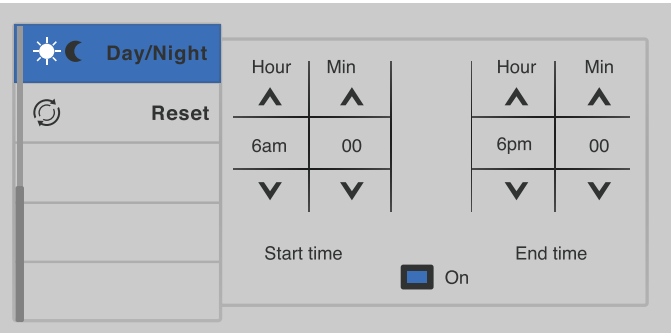 Day/Night
Reset
Hour Min
6am 00
Start time
Hour Min
6pm 00
End time
On